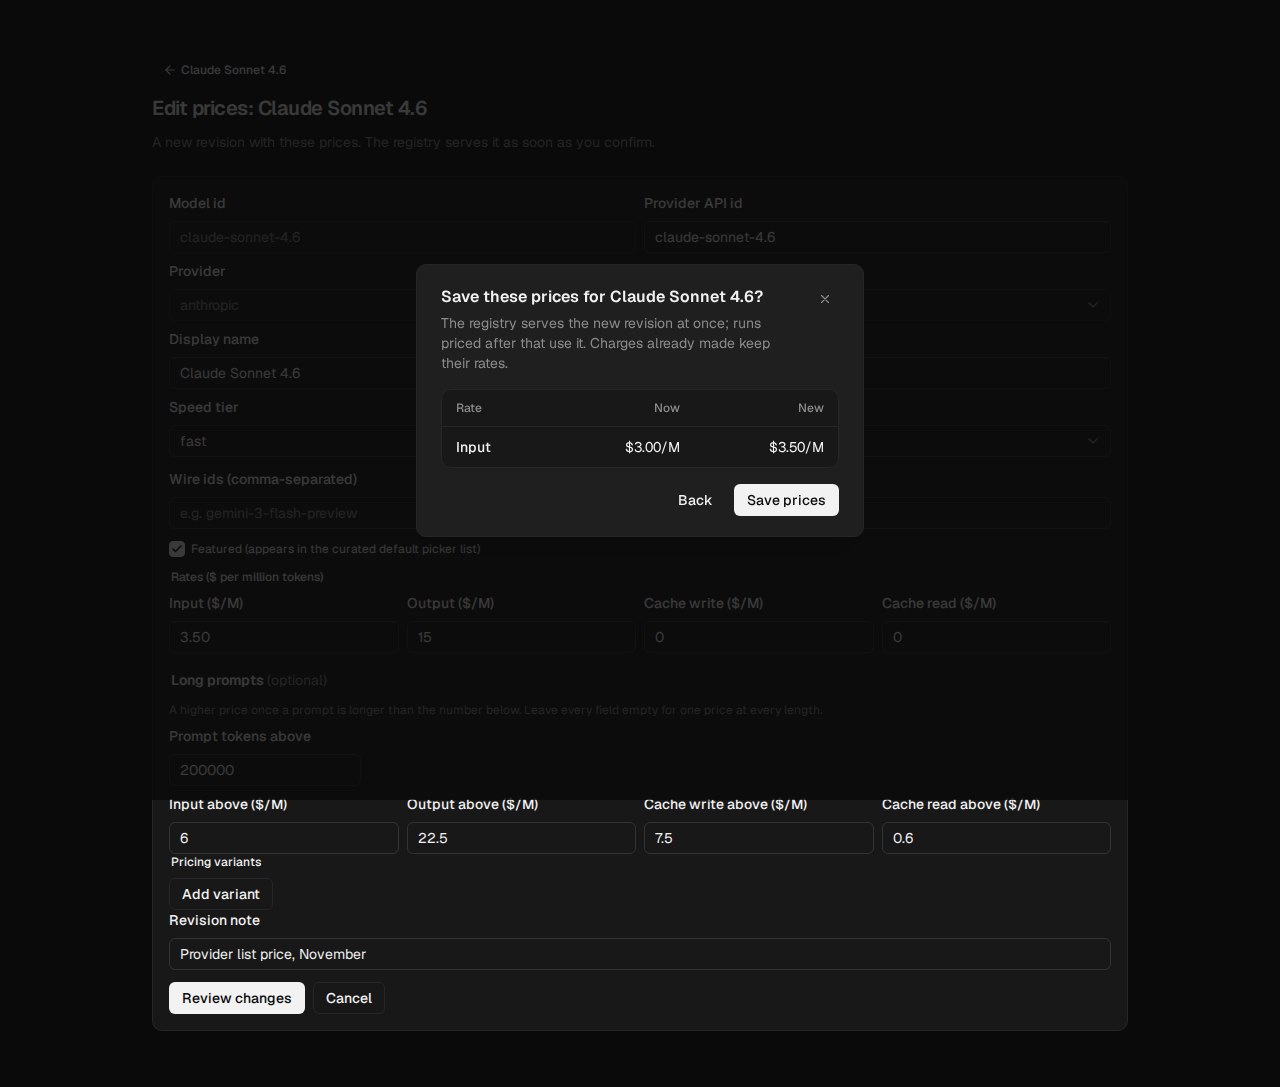 Claude Sonnet 4.6
Edit prices: Claude Sonnet 4.6
A new revision with these prices. The registry serves it as soon as you confirm.
Model id
Provider API id
claude-sonnet-4.6
claude-sonnet-4.6
Provider
anthropic
Display name
Claude Sonnet 4.6
Speed tier
fast
Wire ids (comma-separated)
e.g. gemini-3-flash-preview
Save these prices for Claude Sonnet 4.6?
The registry serves the new revision at once; runs
priced after that use it. Charges already made keep
their rates.
Rate Now New
Input $3.00/M $3.50/M
Back Save prices
Featured (appears in the curated default picker list)
Rates ($ per million tokens)
Input ($/M) Output ($/M) Cache write ($/M) Cache read ($/M)
3.50 15 0 0
Long prompts (optional)
A higher price once a prompt is longer than the number below. Leave every field empty for one price at every length.
Prompt tokens above
200000
Input above ($/M) Output above ($/M) Cache write above ($/M) Cache read above ($/M)
6 22.5 7.5 0.6
Pricing variants
Add variant
Revision note
Provider list price, November
Review changes Cancel